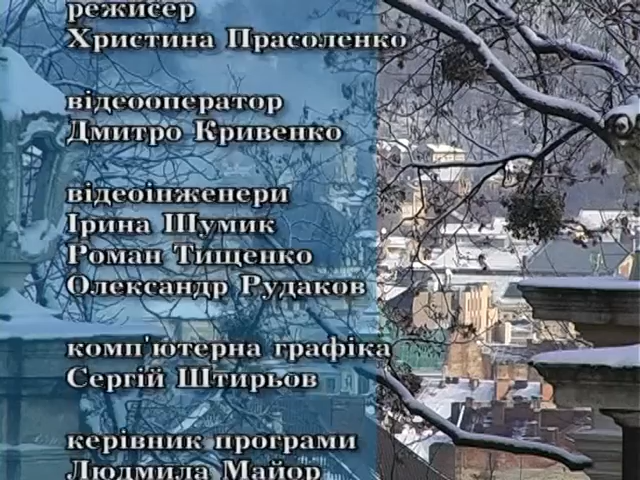 режисер
Христина Прасоленко
відеооператор
Дмитро Кривенко
відеоінженери
Ірина Шумик
Роман Тищенко
Олександр Рудаков
комп'ютерна графіка
Сергій Штирьов
керівник програми
Людмила Майор